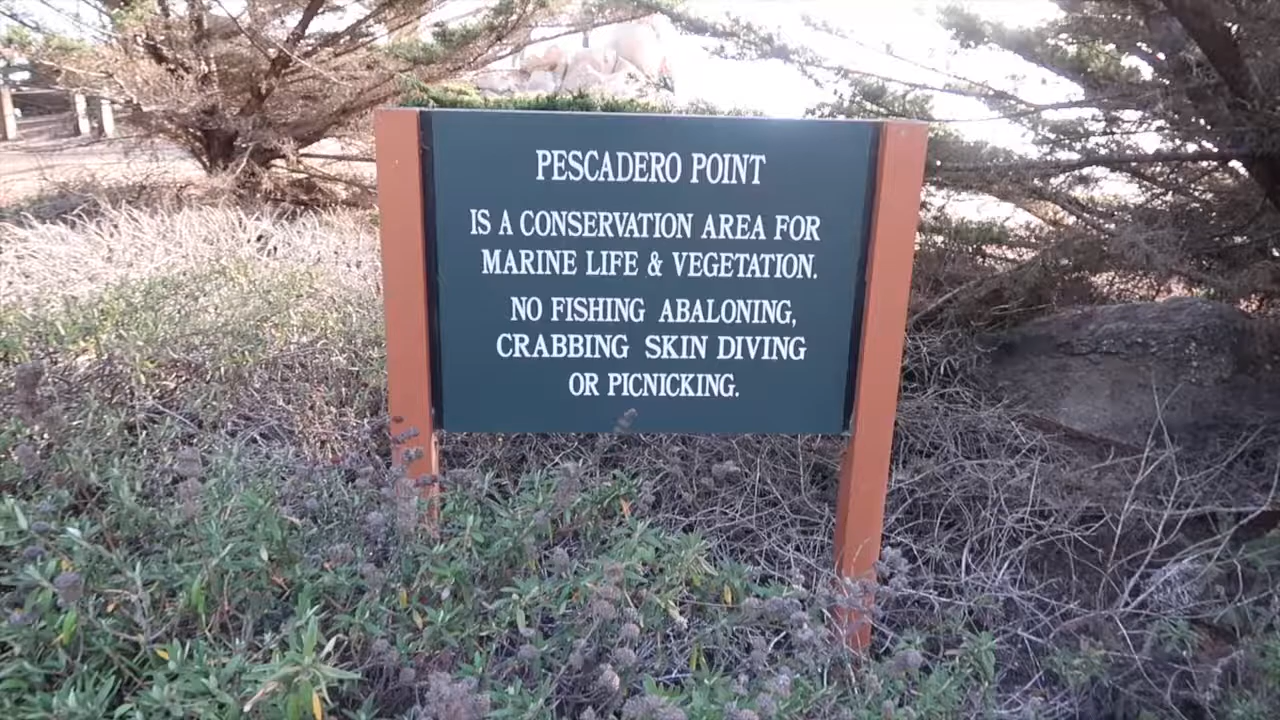 PESCADERO POINT
IS A CONSERVATION AREA FOR
MARINE LIFE & VEGETATION.
NO FISHING ABALONING,
CRABBING SKIN DIVING
OR PICNICKING.